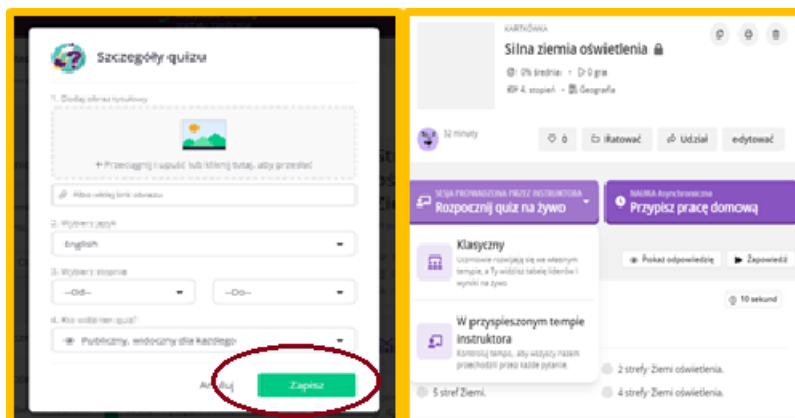 Szczegóły quizu
1. Dodaj obraz tytułowy
+ Przeciągnij i upuść lub kliknij tutaj, aby przesłać
Albo wklej link obrazu
2. Wybierz język
English
3. Wybierz stopnie
--Od--
--Do--
4. Kto widzi ten quiz?
Publiczny, widoczny dla każdego
Anuluj
Zapisz
KARTKÓWKA
Silna ziemia oświetlenia
0% średnia • 0 gra
4. stopień • Geografia
32 minuty
0
Ratować
Udział
edytować
SESJA PROWADZONA PRZEZ INSTRUKTORA
Rozpocznij quiz na żywo
NAUKA Asynchroniczna
Przypisz pracę domową
Klasyczny
Uczniowie rozwijają się we własnym
tempie, a Ty widzisz tabelę liderów i
wyniki na żywo
W przyspieszonym tempie
instruktora
Kontroluj tempo, aby wszyscy razem
przechodzili przez każde pytanie.
Pokaż odpowiedzię
Zapowiedź
10 sekund
2 strefy Ziemi oświetlenia.
5 stref Ziemi.
4 strefy Ziemi oświetlenia.